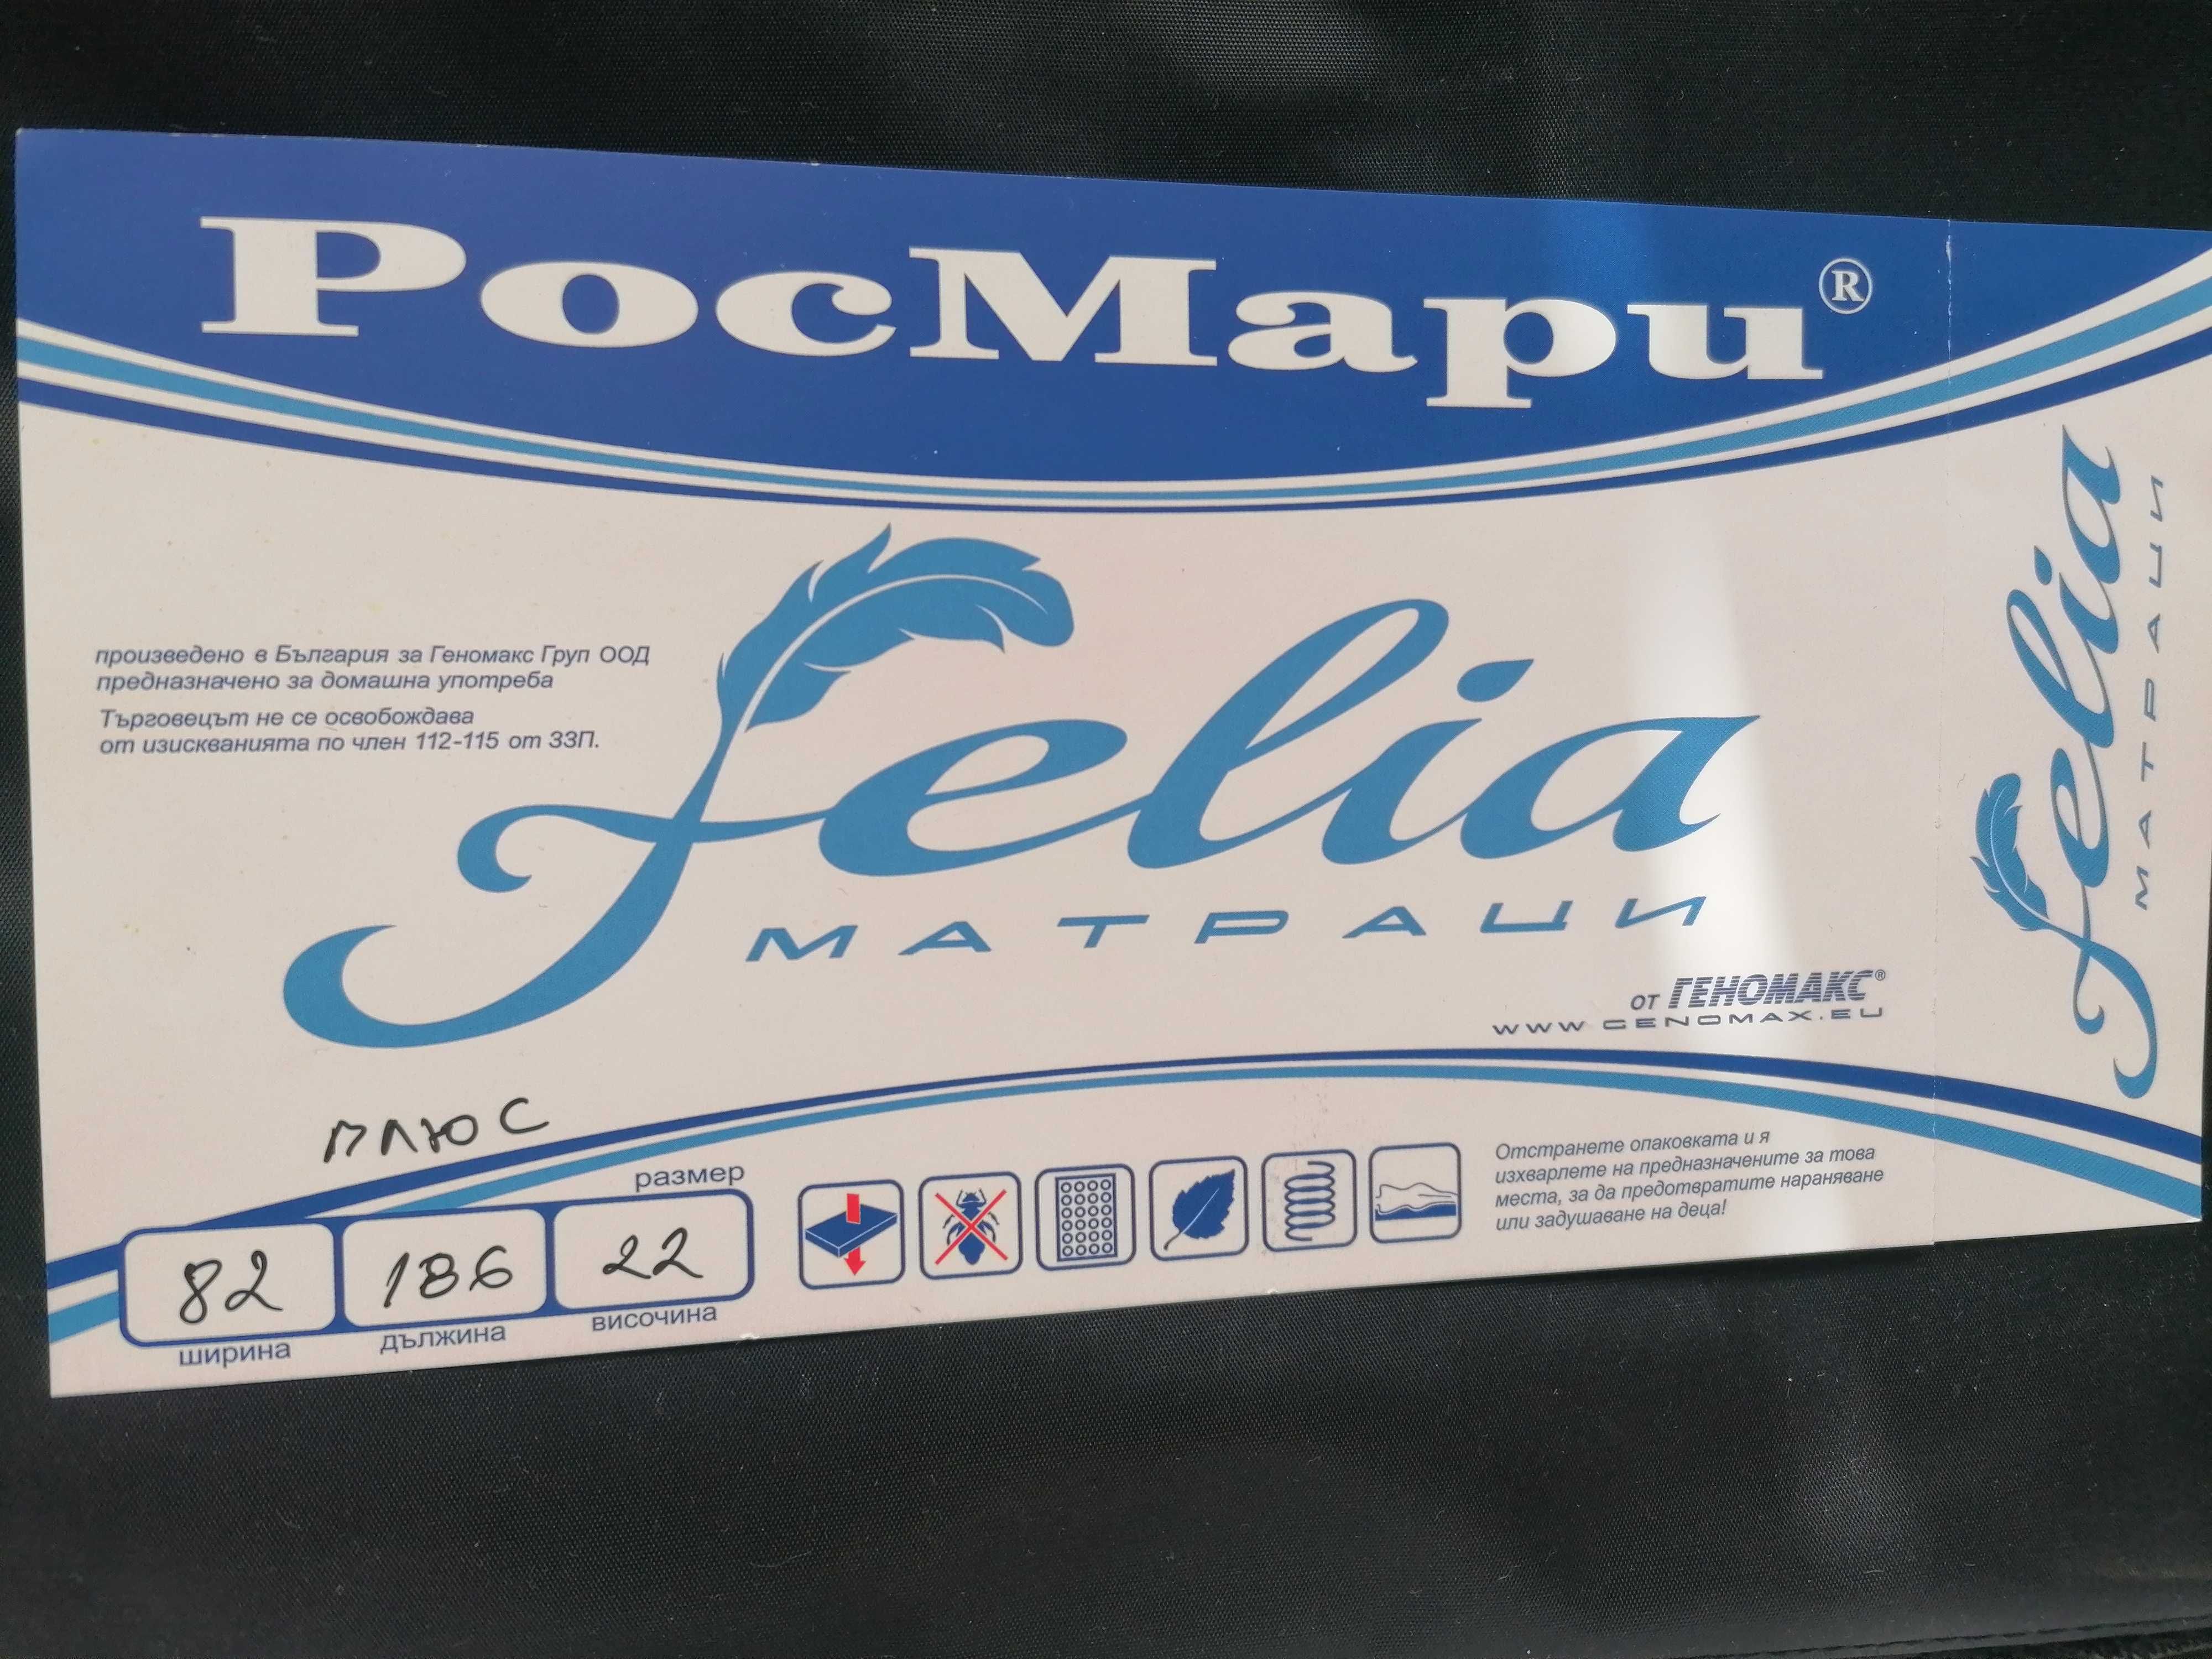 РосМари®
произведено в България за Геномакс Груп ООД
предназначено за домашна употреба
Търговецът не се освобождава
от изискванията по член 112-115 от ЗЗП.
felia
МАТРАЦИ
от ГЕНОМАКС®
WWW GENOMAX.EU
плюс
размер
82
186
22
ширина
дължина
височина
Отстранете опаковката и я
изхвърлете на предназначените за това
места, за да предотвратите нараняване
или задушаване на деца!
felia
МАТРАЦИ